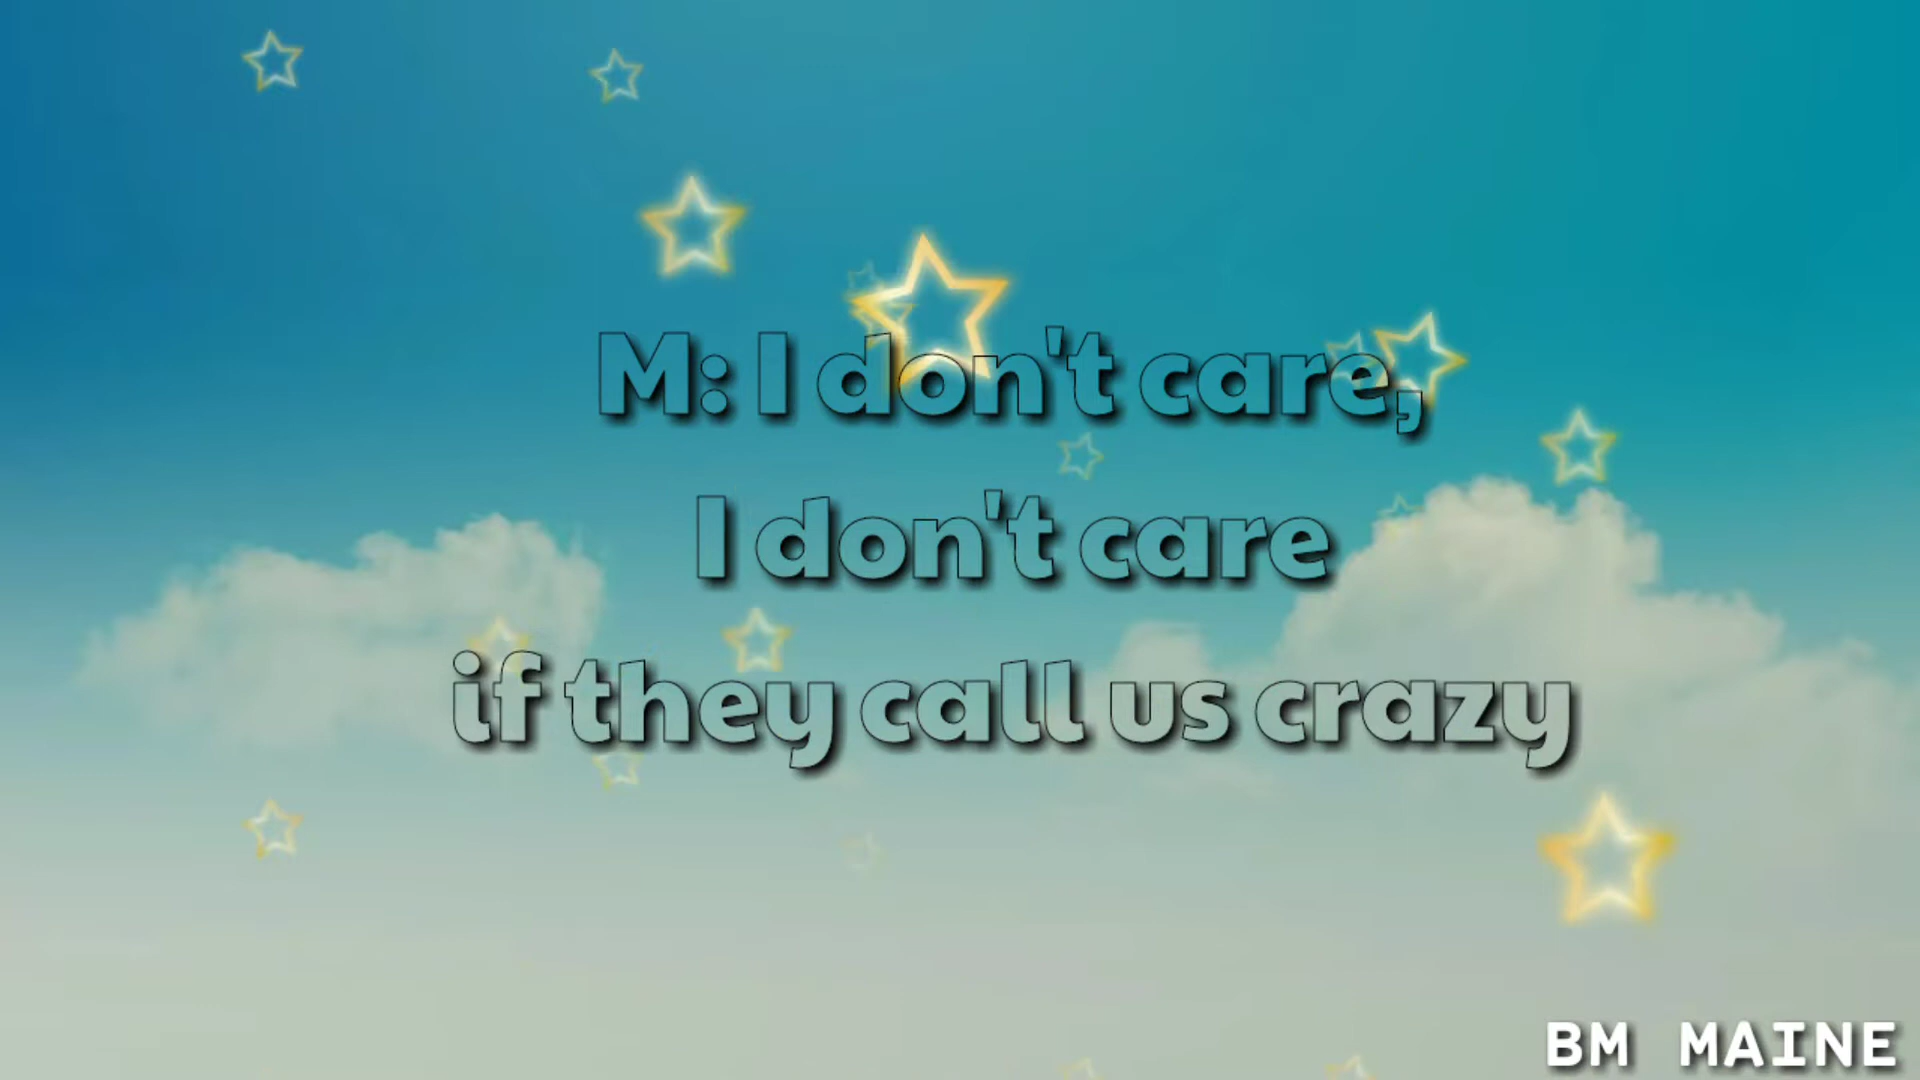 M: I don't care,
I don't care
if they call us crazy
BM MAINE